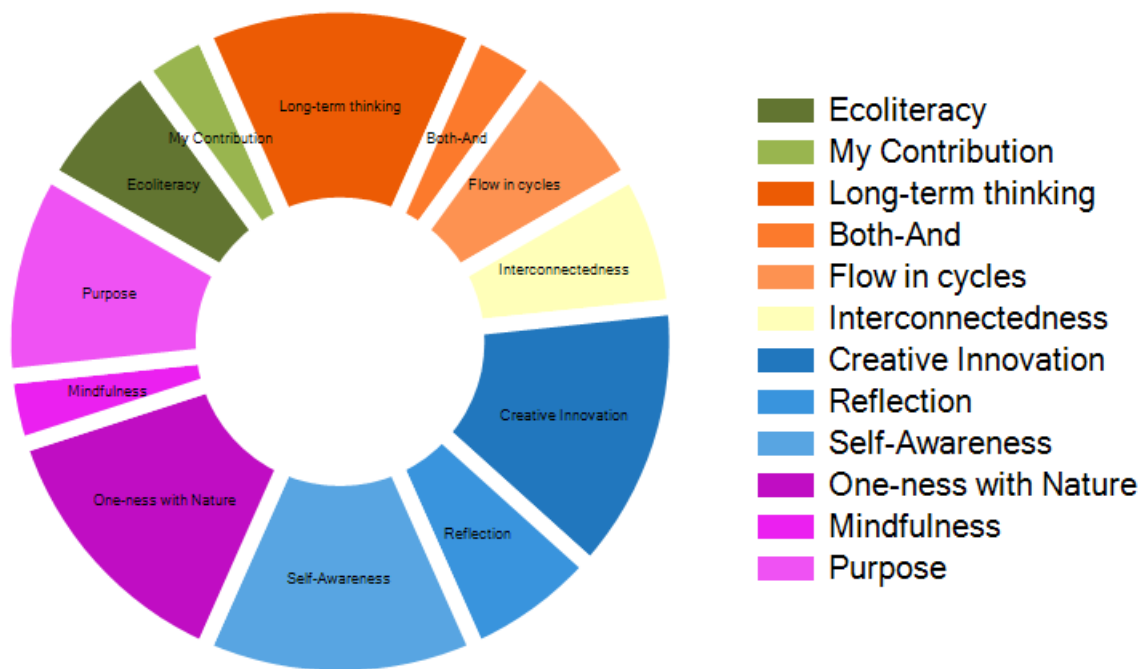 Long-term thinking
My Contribution
Both-And
Ecoliteracy
Flow in cycles
Interconnectedness
Purpose
Mindfulness
Creative Innovation
One-ness with Nature
Reflection
Self-Awareness
Ecoliteracy
My Contribution
Long-term thinking
Both-And
Flow in cycles
Interconnectedness
Creative Innovation
Reflection
Self-Awareness
One-ness with Nature
Mindfulness
Purpose